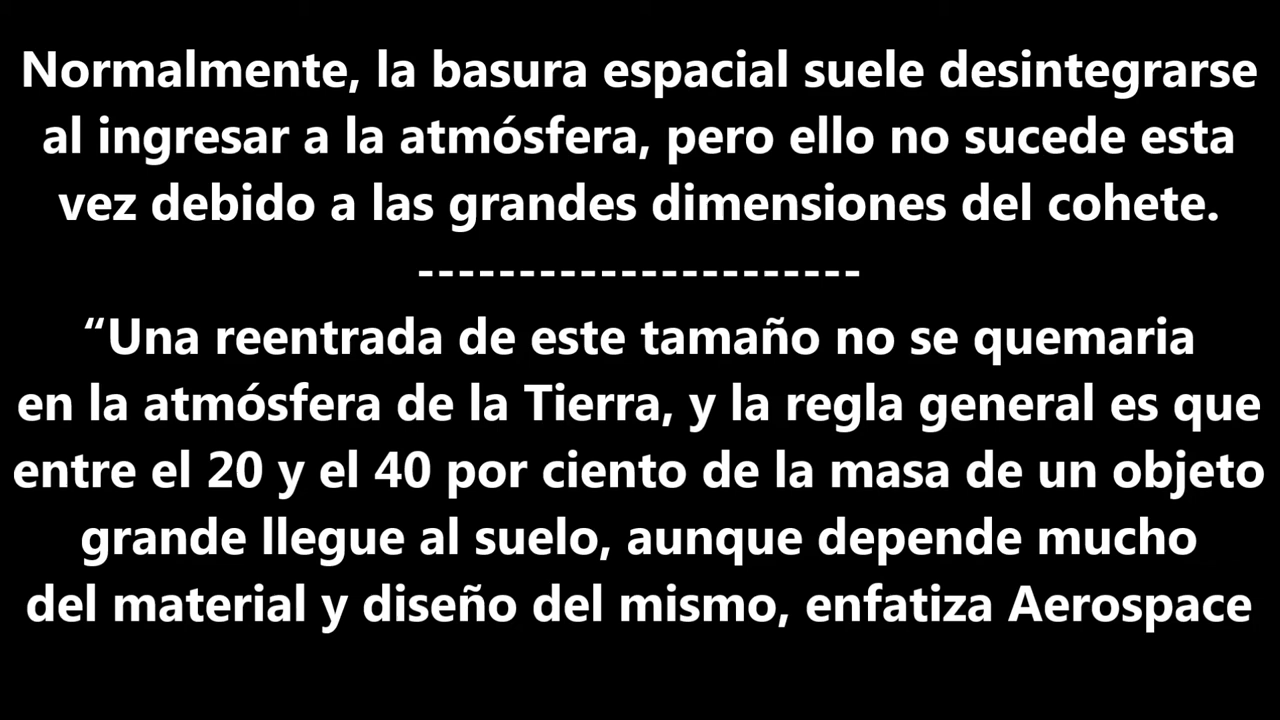 Normalmente, la basura espacial suele desintegrarse
al ingresar a la atmósfera, pero ello no sucede esta
vez debido a las grandes dimensiones del cohete.
----------------------
“Una reentrada de este tamaño no se quemaria
en la atmósfera de la Tierra, y la regla general es que
entre el 20 y el 40 por ciento de la masa de un objeto
grande llegue al suelo, aunque depende mucho
del material y diseño del mismo, enfatiza Aerospace